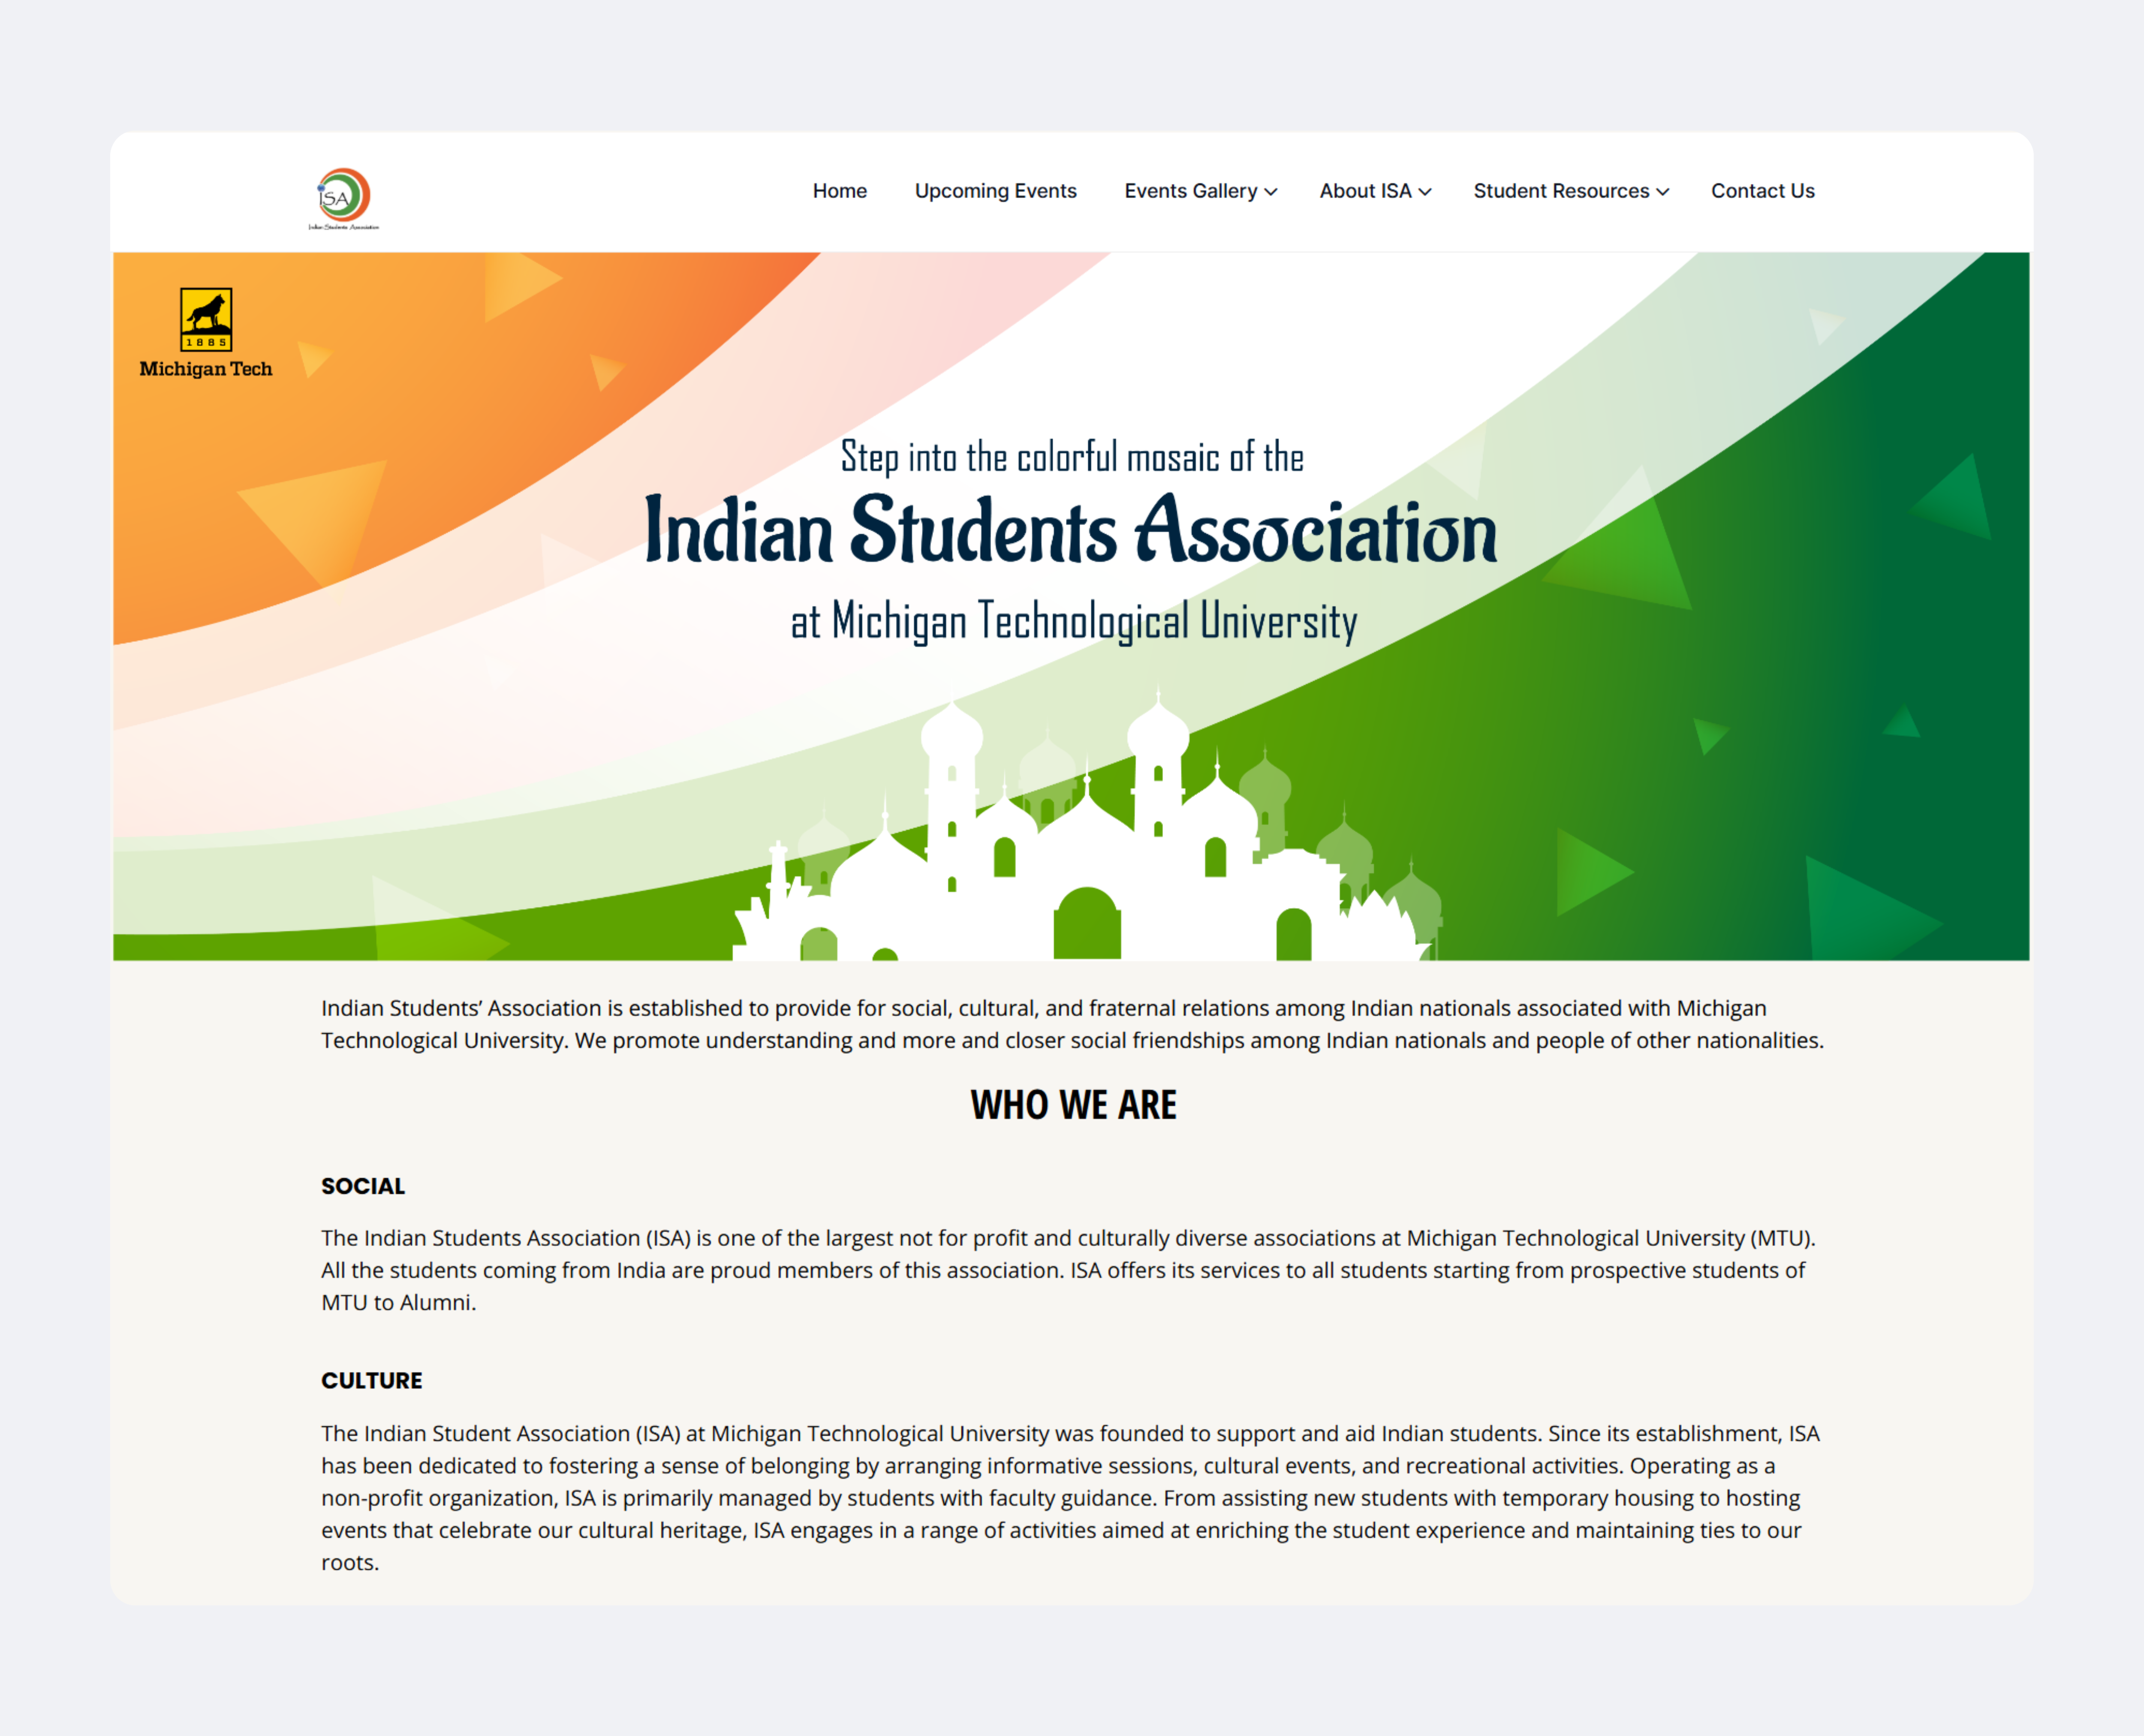 ISA
Indian Students Association
Home
Upcoming Events
Events Gallery
About ISA
Student Resources
Contact Us
1885
Michigan Tech
Step into the colorful mosaic of the
Indian Students Association
at Michigan Technological University
Indian Students’ Association is established to provide for social, cultural, and fraternal relations among Indian nationals associated with Michigan
Technological University. We promote understanding and more and closer social friendships among Indian nationals and people of other nationalities.
WHO WE ARE
SOCIAL
The Indian Students Association (ISA) is one of the largest not for profit and culturally diverse associations at Michigan Technological University (MTU).
All the students coming from India are proud members of this association. ISA offers its services to all students starting from prospective students of
MTU to Alumni.
CULTURE
The Indian Student Association (ISA) at Michigan Technological University was founded to support and aid Indian students. Since its establishment, ISA
has been dedicated to fostering a sense of belonging by arranging informative sessions, cultural events, and recreational activities. Operating as a
non-profit organization, ISA is primarily managed by students with faculty guidance. From assisting new students with temporary housing to hosting
events that celebrate our cultural heritage, ISA engages in a range of activities aimed at enriching the student experience and maintaining ties to our
roots.